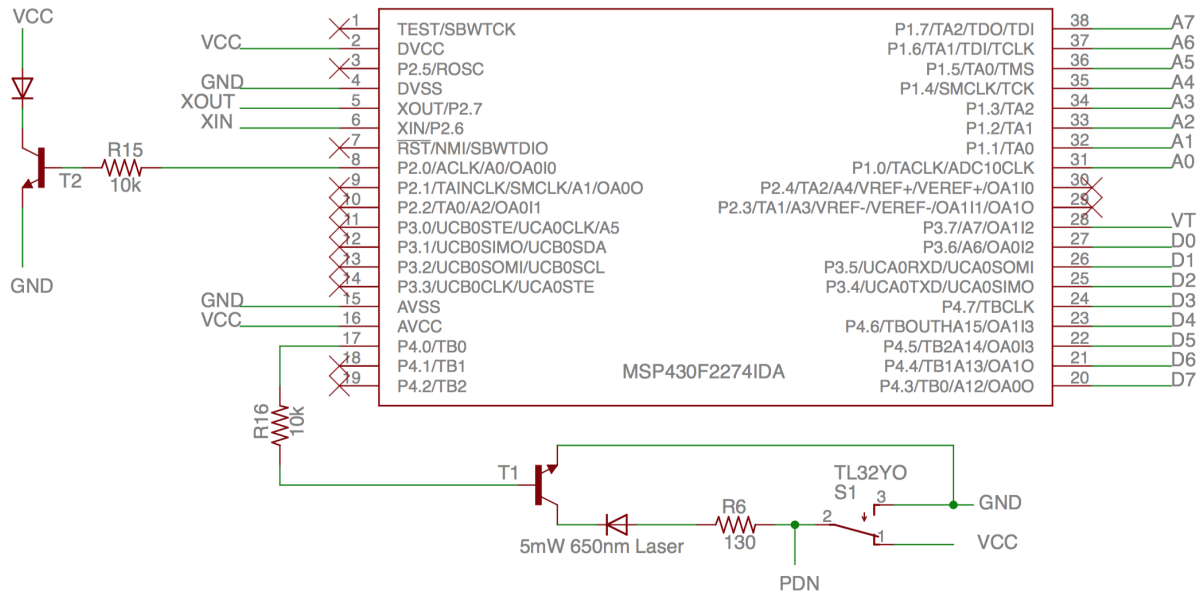 VCC
T2
GND
R15
10k
VCC
GND
XOUT
XIN
GND
VCC
1 TEST/SBWTCK
2 DVCC
3 P2.5/ROSC
4 DVSS
5 XOUT/P2.7
6 XIN/P2.6
7 RST/NMI/SBWTDIO
8 P2.0/ACLK/A0/OA0I0
9 P2.1/TAINCLK/SMCLK/A1/OA0O
10 P2.2/TA0/A2/OA0I1
11 P3.0/UCB0STE/UCA0CLK/A5
12 P3.1/UCB0SIMO/UCB0SDA
13 P3.2/UCB0SOMI/UCB0SCL
14 P3.3/UCB0CLK/UCA0STE
15 AVSS
16 AVCC
17 P4.0/TB0
18 P4.1/TB1
19 P4.2/TB2
MSP430F2274IDA
P1.7/TA2/TDO/TDI 38 A7
P1.6/TA1/TDI/TCLK 37 A6
P1.5/TA0/TMS 36 A5
P1.4/SMCLK/TCK 35 A4
P1.3/TA2 34 A3
P1.2/TA1 33 A2
P1.1/TA0 32 A1
P1.0/TACLK/ADC10CLK 31 A0
P2.4/TA2/A4/VREF+/VEREF+/OA1I0 30
P2.3/TA1/A3/VREF-/VEREF-/OA1I1/OA1O 29
P3.7/A7/OA1I2 28 VT
P3.6/A6/OA0I2 27 D0
P3.5/UCA0RXD/UCA0SOMI 26 D1
P3.4/UCA0TXD/UCA0SIMO 25 D2
P4.7/TBCLK 24 D3
P4.6/TBOUTHA15/OA1I3 23 D4
P4.5/TB2A14/OA0I3 22 D5
P4.4/TB1A13/OA1O 21 D6
P4.3/TB0/A12/OA0O 20 D7
R16
10k
T1
5mW 650nm Laser
R6
130
PDN
TL32YO
S1
2
3
1
GND
VCC